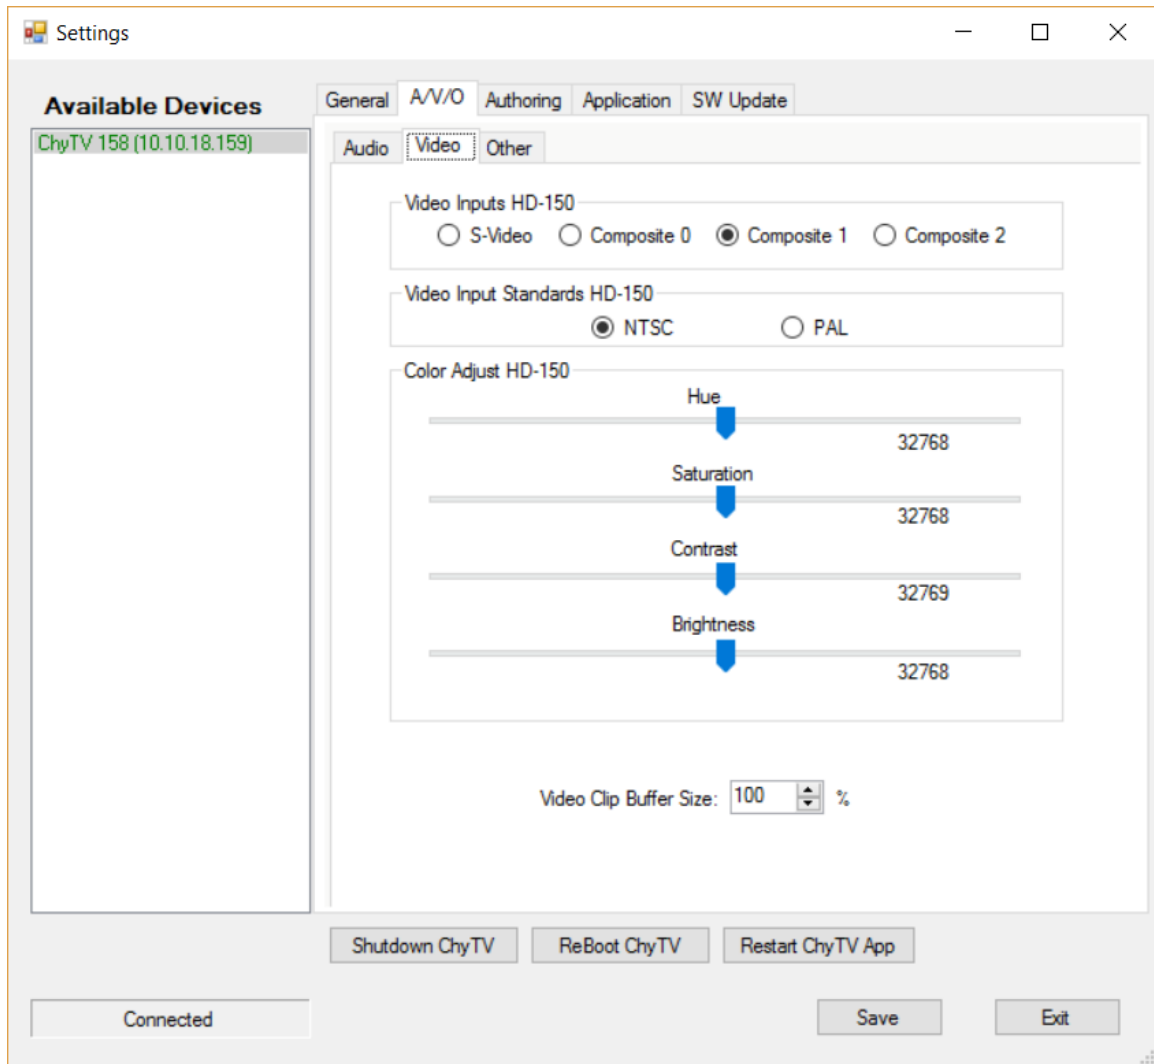 Settings
Available Devices
General A/V/O Authoring Application SW Update
ChyTV 158 (10.10.18.159)
Audio Video Other
Video Inputs HD-150
S-Video Composite 0 Composite 1 Composite 2
Video Input Standards HD-150
NTSC PAL
Color Adjust HD-150
Hue
32768
Saturation
32768
Contrast
32769
Brightness
32768
Video Clip Buffer Size: 100 %
Shutdown ChyTV ReBoot ChyTV Restart ChyTV App
Connected Save Exit